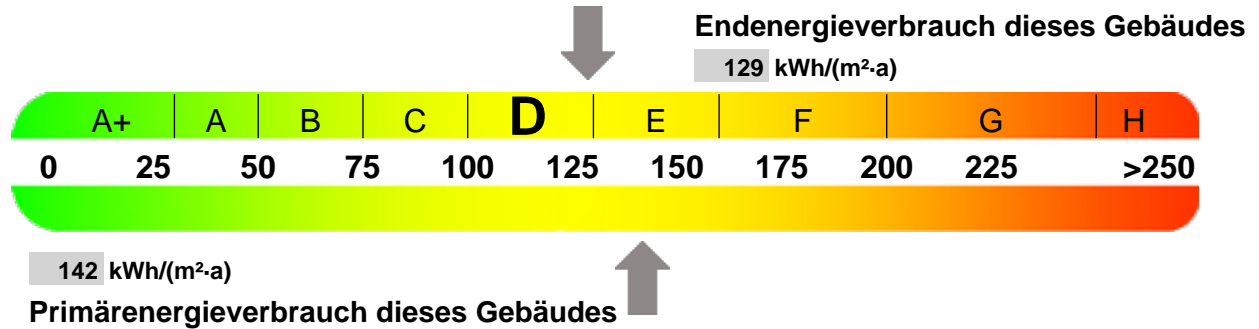 Endenergieverbrauch dieses Gebäudes
129 kWh/(m²·a)
A+ A B C D E F G H
0 25 50 75 100 125 150 175 200 225 >250
142 kWh/(m²·a)
Primärenergieverbrauch dieses Gebäudes